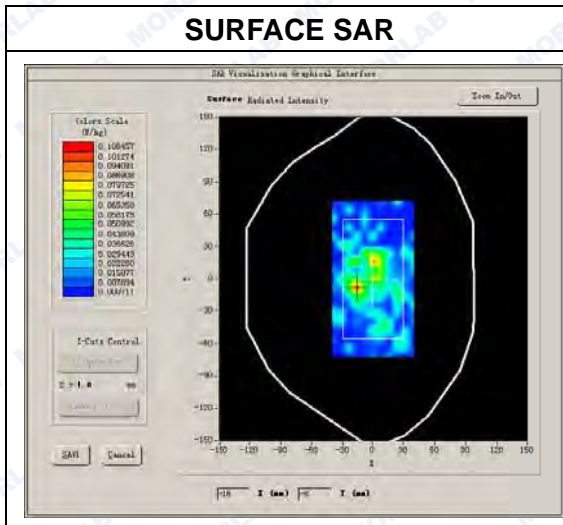 SURFACE SAR
SAR Visualisation Graphical Interface
Surface Radiated Intensity
Zoom In/Out
Colors Scale
(W/kg)
0.108457
0.101274
0.094091
0.086908
0.079725
0.072541
0.065358
0.058175
0.050992
0.043809
0.036626
0.029443
0.022260
0.015077
0.007894
150
90
60
30
0
-30
-60
-90
-120
-150
-150 -120 -90 -60 -30 0 30 60 90 120 150
X
Z-Cuts Control
SAVE Cancel
X (mm) Y (mm)
MORLAB